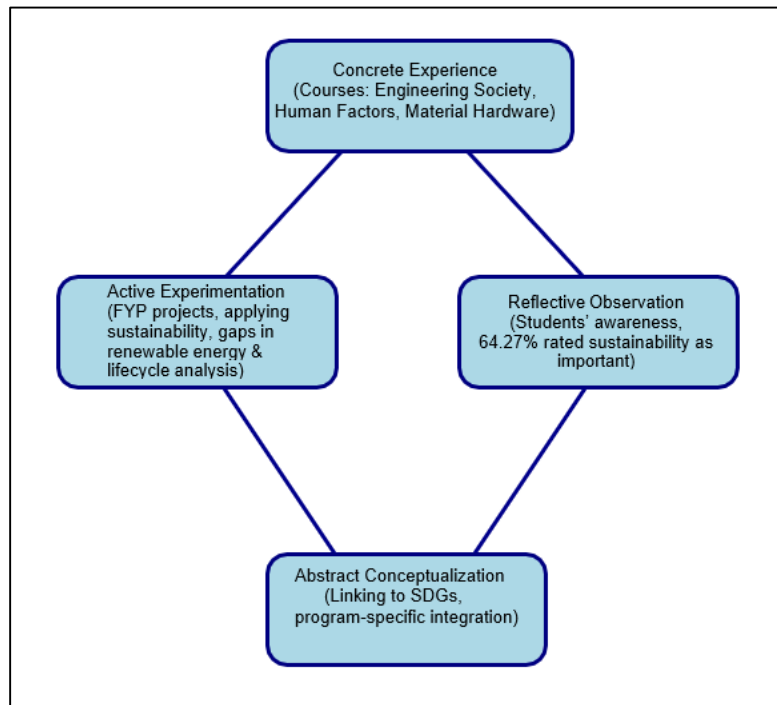 Concrete Experience
(Courses: Engineering Society,
Human Factors, Material Hardware)
Active Experimentation
(FYP projects, applying
sustainability, gaps in
renewable energy &
lifecycle analysis)
Reflective Observation
(Students’ awareness,
64.27% rated sustainability as
important)
Abstract Conceptualization
(Linking to SDGs,
program-specific integration)